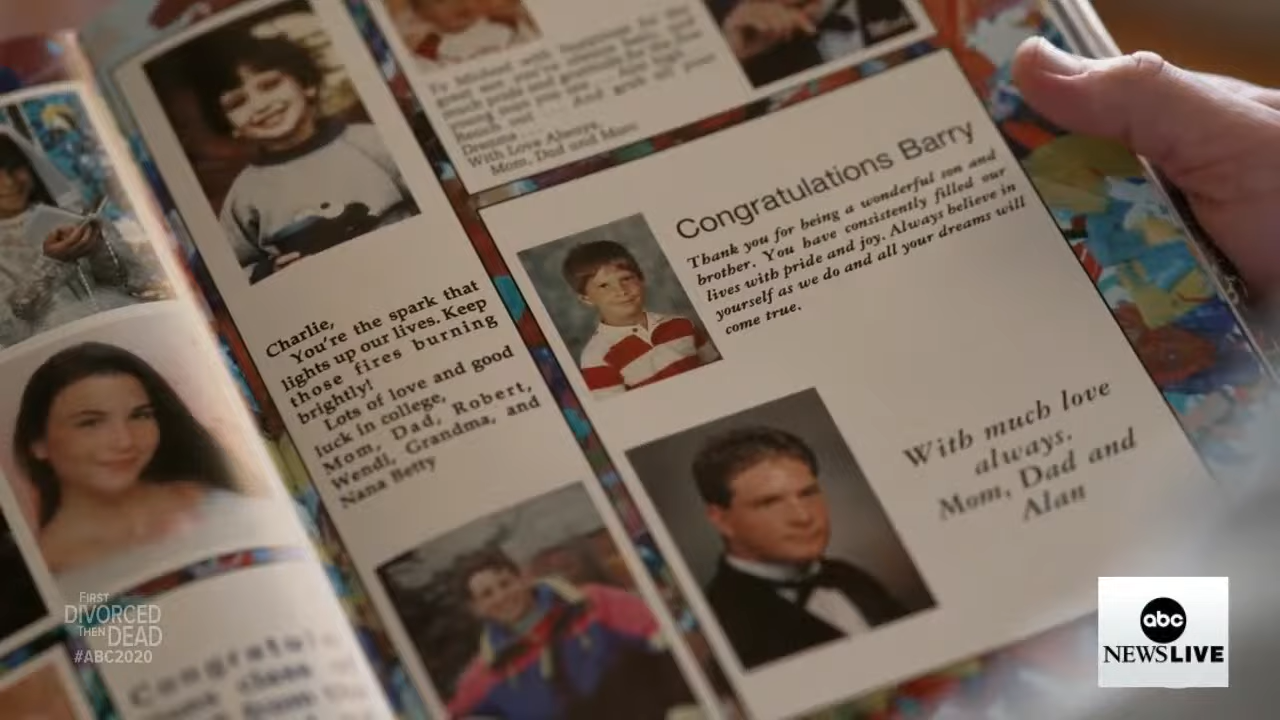 With Love Always,
Mom, Dad and Mom
Charlie,
You're the spark that
lights up our lives. Keep
those fires burning
brightly!
Lots of love and good
luck in college,
Mom, Dad, Robert,
Wendi, Grandma, and
Nana Betty
Congratulations Barry
Thank you for being a wonderful son and
brother. You have consistently filled our
lives with pride and joy. Always believe in
yourself as we do and all your dreams will
come true.
With much love
always,
Mom, Dad and
Alan
FIRST
DIVORCED
THEN DEAD
#ABC2020
abc
NEWSLIVE